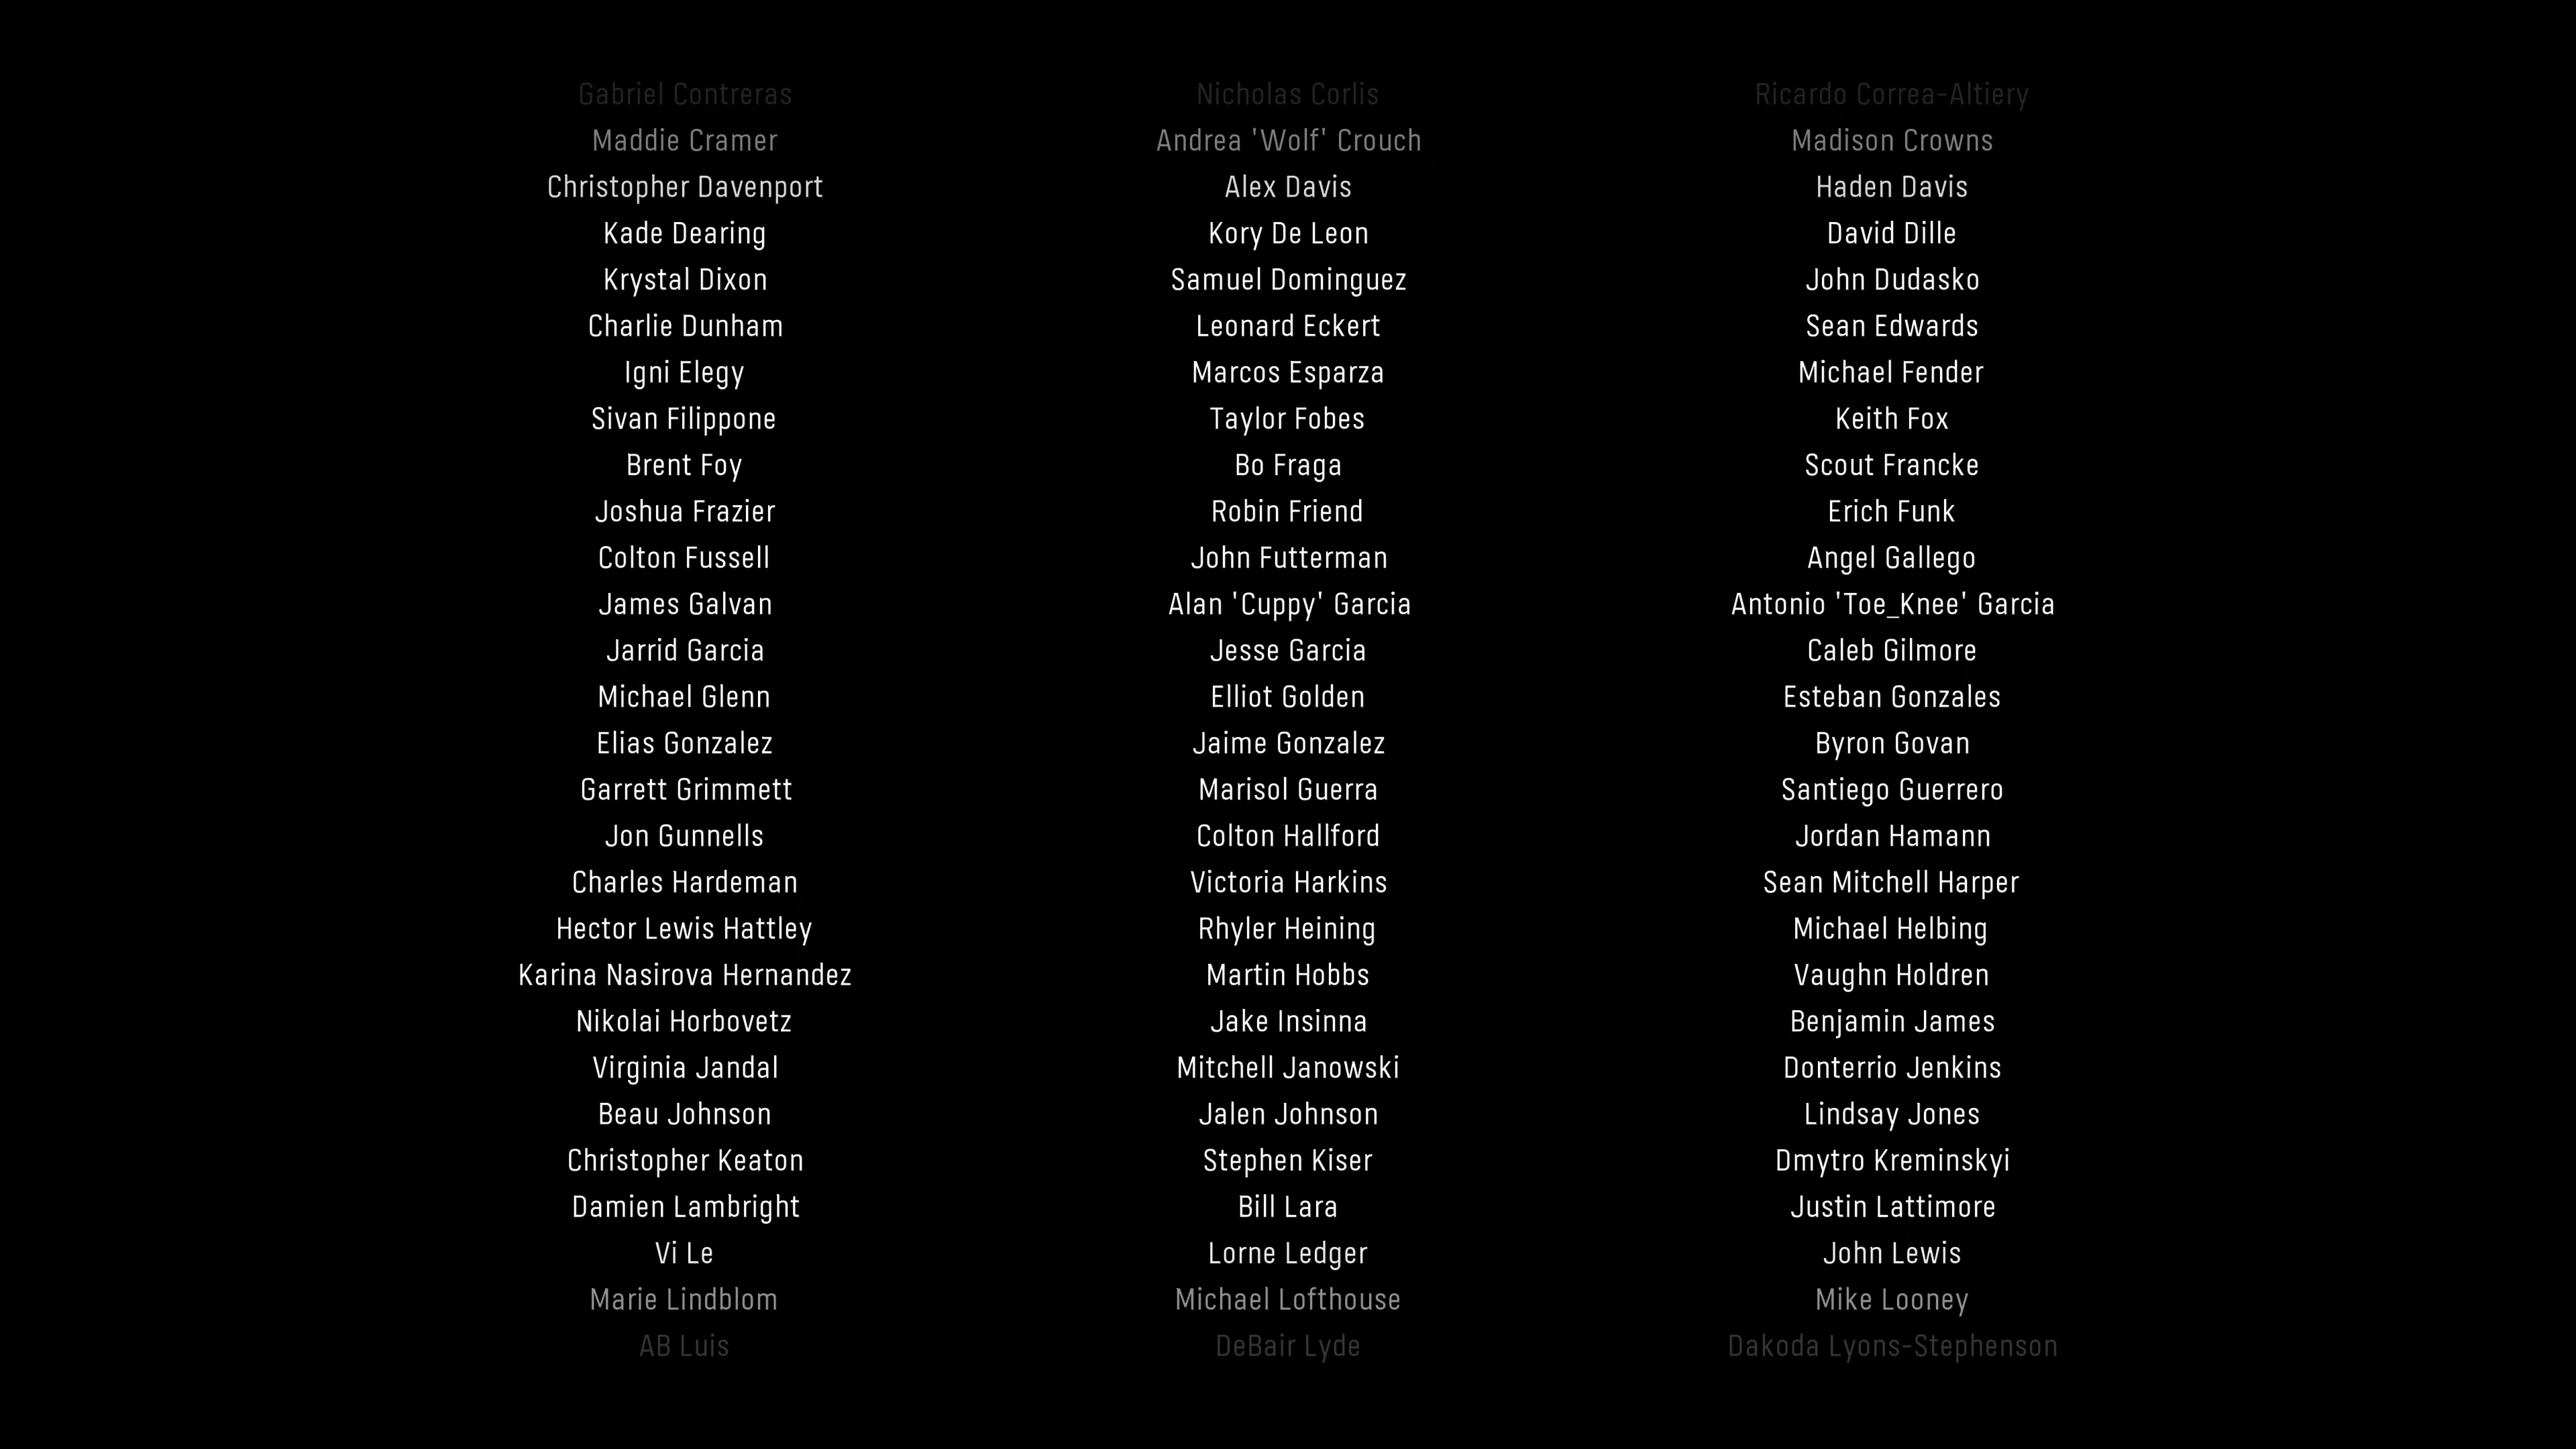 Gabriel Contreras Nicholas Corlis Ricardo Correa-Altiery
Maddie Cramer Andrea 'Wolf' Crouch Madison Crowns
Christopher Davenport Alex Davis Haden Davis
Kade Dearing Kory De Leon David Dille
Krystal Dixon Samuel Dominguez John Dudasko
Charlie Dunham Leonard Eckert Sean Edwards
Igni Elegy Marcos Esparza Michael Fender
Sivan Filippone Taylor Fobes Keith Fox
Brent Foy Bo Fraga Scout Francke
Joshua Frazier Robin Friend Erich Funk
Colton Fussell John Futterman Angel Gallego
James Galvan Alan 'Cuppy' Garcia Antonio 'Toe_Knee' Garcia
Jarrid Garcia Jesse Garcia Caleb Gilmore
Michael Glenn Elliot Golden Esteban Gonzales
Elias Gonzalez Jaime Gonzalez Byron Govan
Garrett Grimmett Marisol Guerra Santiego Guerrero
Jon Gunnells Colton Hallford Jordan Hamann
Charles Hardeman Victoria Harkins Sean Mitchell Harper
Hector Lewis Hattley Rhyler Heining Michael Helbing
Karina Nasirova Hernandez Martin Hobbs Vaughn Holdren
Nikolai Horbovetz Jake Insinna Benjamin James
Virginia Jandal Mitchell Janowski Donterrio Jenkins
Beau Johnson Jalen Johnson Lindsay Jones
Christopher Keaton Stephen Kiser Dmytro Kreminskyi
Damien Lambright Bill Lara Justin Lattimore
Vi Le Lorne Ledger John Lewis
Marie Lindblom Michael Lofthouse Mike Looney
AB Luis DeBair Lyde Dakoda Lyons-Stephenson